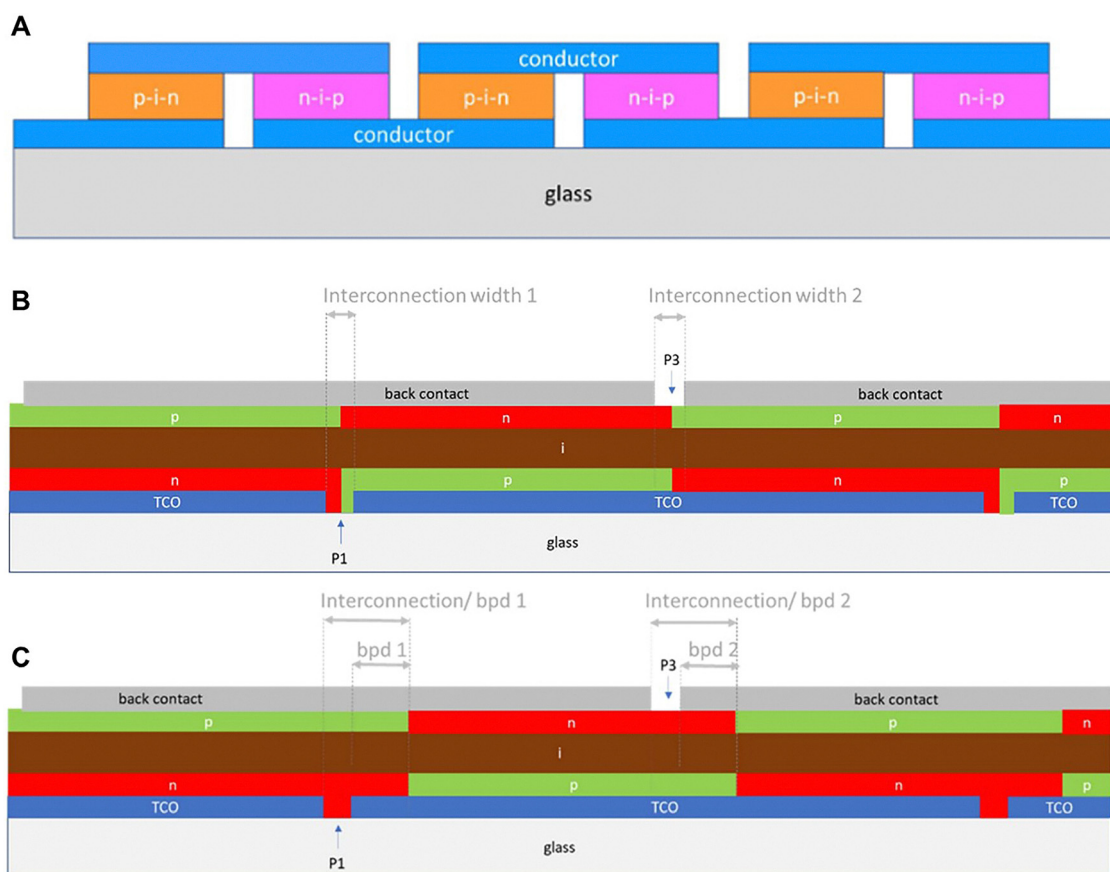 A
conductor
p-i-n n-i-p p-i-n n-i-p p-i-n n-i-p
conductor
glass
B
Interconnection width 1 Interconnection width 2
P3
back contact back contact
p n p n
i
n p n p
TCO TCO TCO
glass
P1
Interconnection/ bpd 1 Interconnection/ bpd 2
C
bpd 1 bpd 2
P3
back contact back contact
p n p n
i
n p n p
TCO TCO TCO
glass
P1